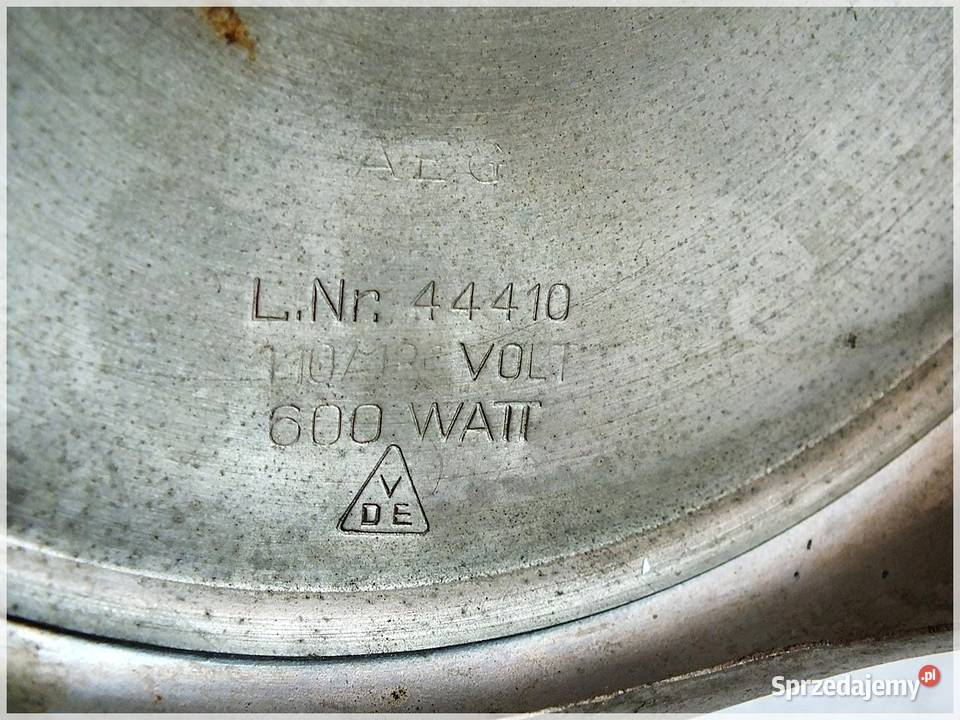 AEG
L.Nr. 44410
VOLT
600 WATT
V
DE
Sprzedajemy.pl